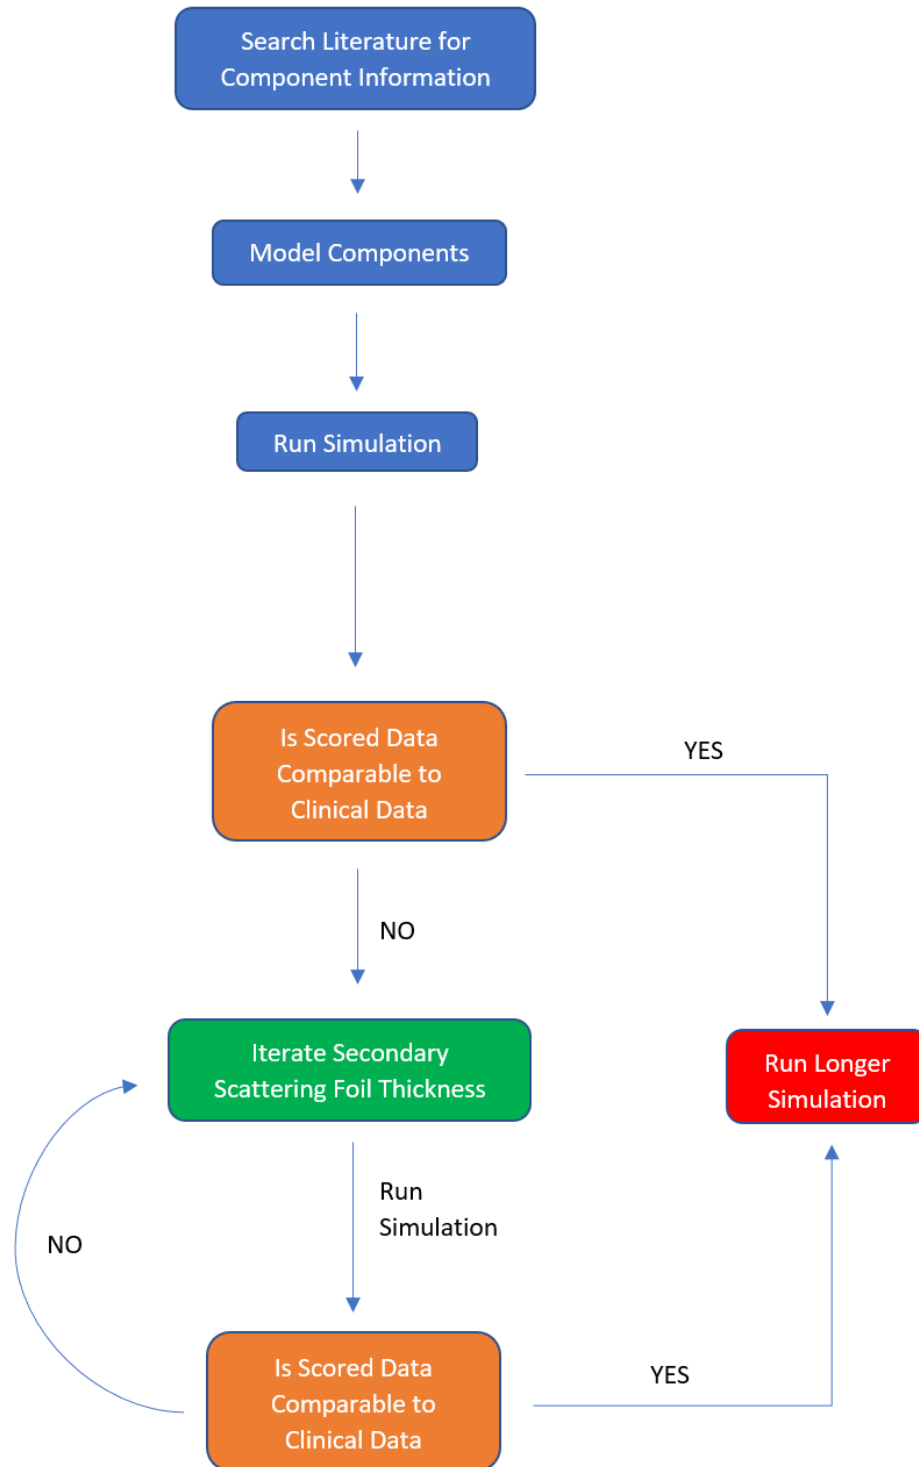 Search Literature for
Component Information
Model Components
Run Simulation
Is Scored Data
Comparable to
Clinical Data
YES
NO
Iterate Secondary
Scattering Foil Thickness
Run Longer
Simulation
Run
Simulation
NO
Is Scored Data
Comparable to
Clinical Data
YES